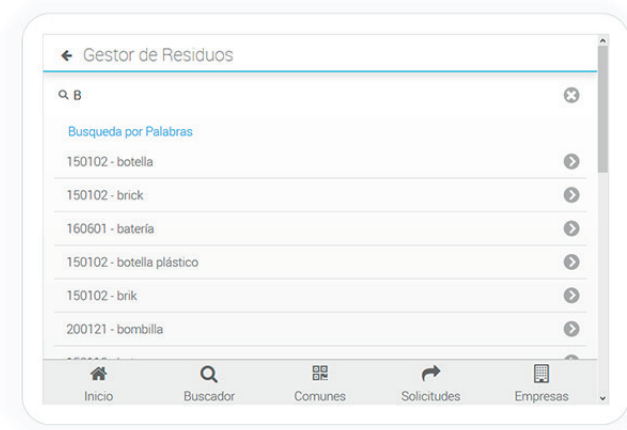 Gestor de Residuos
B
Busqueda por Palabras
150102 - botella
150102 - brick
160601 - batería
150102 - botella plástico
150102 - brik
200121 - bombilla
Inicio Buscador Comunes Solicitudes Empresas